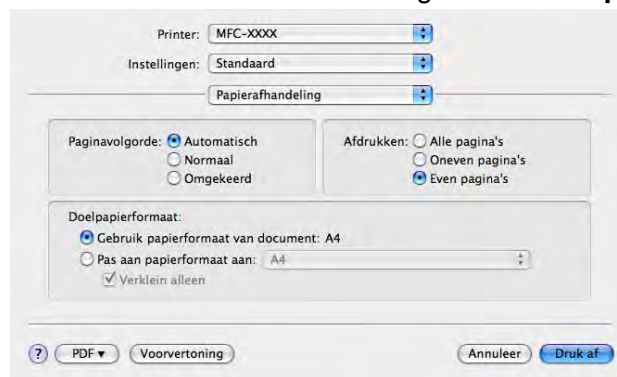 Printer: MFC-XXXX
Instellingen: Standaard
Papierafhandeling
Paginavolgorde: Automatisch
Normaal
Omgekeerd
Afdrukken: Alle pagina's
Oneven pagina's
Even pagina's
Doelpapierformaat:
Gebruik papierformaat van document: A4
Pas aan papierformaat aan: A4
Verklein alleen
? PDF Voorvertoning Annuleer Druk af